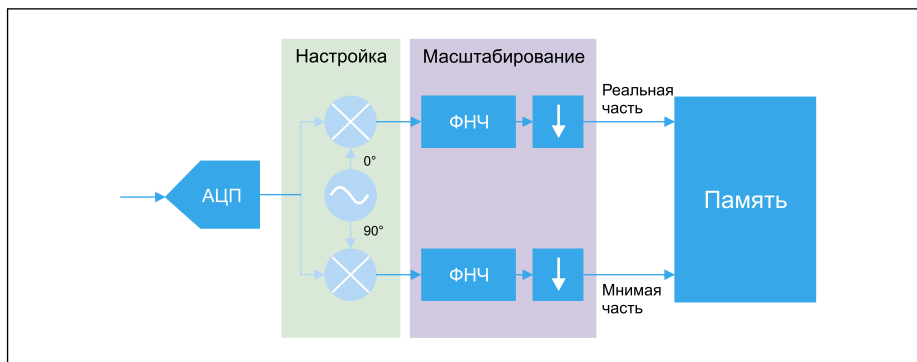 Настройка
Масштабирование
Реальная
часть
ФНЧ
0°
АЦП
Память
90°
ФНЧ
Мнимая
часть